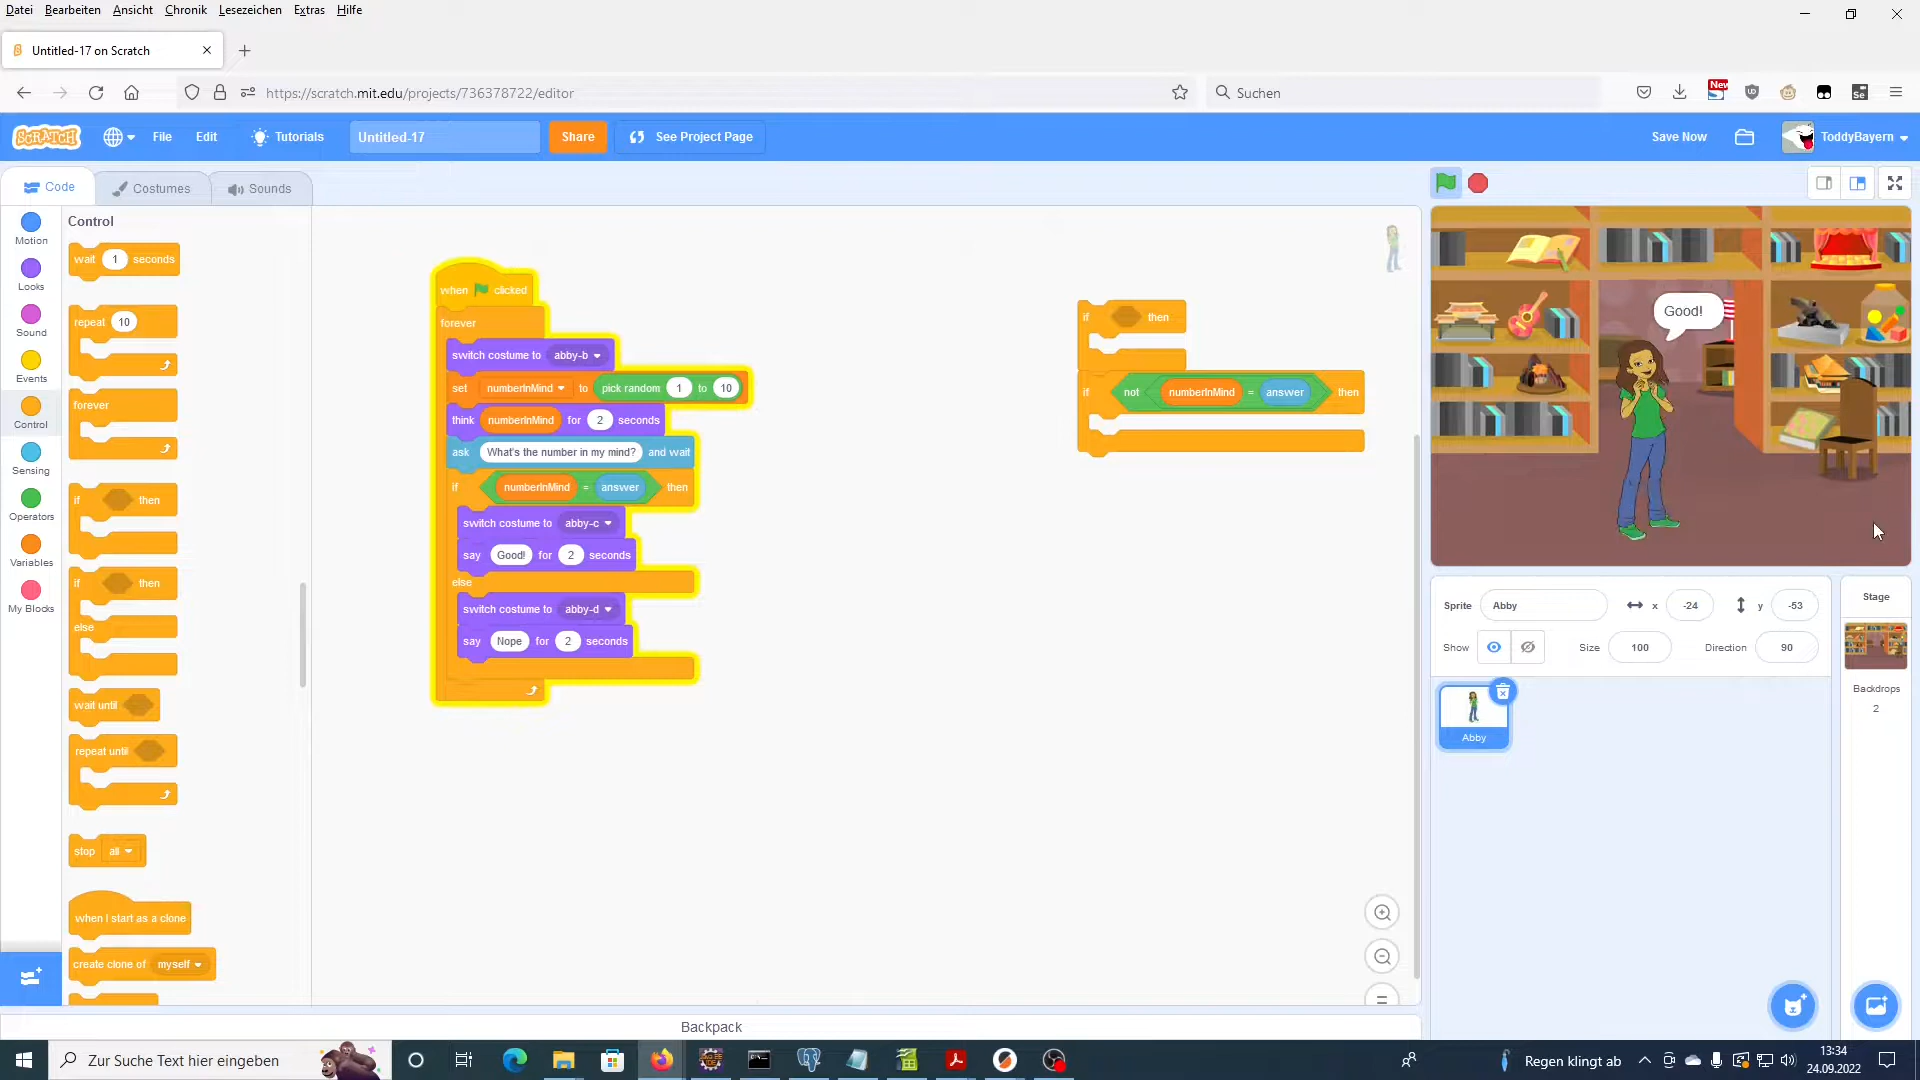 Datei Bearbeiten Ansicht Chronik Lesezeichen Extras Hilfe
Untitled-17 on Scratch
https://scratch.mit.edu/projects/736378722/editor
Suchen
New
UD
Se
SCRATCH
File
Edit
Tutorials
Untitled-17
Share
See Project Page
Save Now
ToddyBayern
Code
Costumes
Sounds
Motion
Looks
Sound
Events
Control
Sensing
Operators
Variables
My Blocks
Control
wait 1 seconds
repeat 10
forever
if then
if then
else
wait until
repeat until
stop all
when I start as a clone
create clone of myself
when clicked
forever
switch costume to abby-b
set numberInMind to pick random 1 to 10
think numberInMind for 2 seconds
ask What's the number in my mind? and wait
if numberInMind = answer then
switch costume to abby-c
say Good! for 2 seconds
else
switch costume to abby-d
say Nope for 2 seconds
if then
if not numberInMind = answer then
Good!
Sprite Abby x -24 y -53
Show Size 100 Direction 90
Abby
Stage
Backdrops
2
Backpack
Zur Suche Text hier eingeben
Regen klingt ab
13:34
24.09.2022